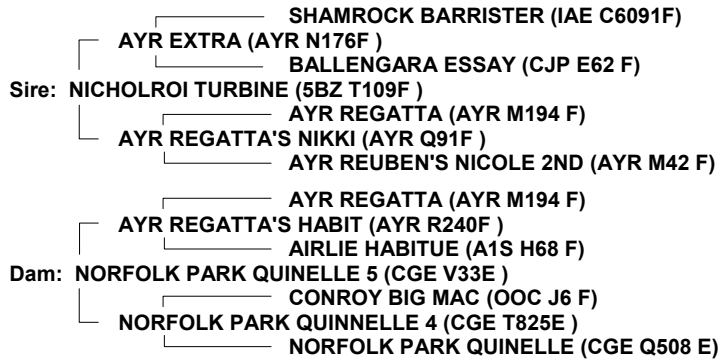 SHAMROCK BARRISTER (IAE C6091F)
AYR EXTRA (AYR N176F )
BALLENGARA ESSAY (CJP E62 F)
Sire: NICHOLROI TURBINE (5BZ T109F )
AYR REGATTA (AYR M194 F)
AYR REGATTA'S NIKKI (AYR Q91F )
AYR REUBEN'S NICOLE 2ND (AYR M42 F)
AYR REGATTA (AYR M194 F)
AYR REGATTA'S HABIT (AYR R240F )
AIRLIE HABITUE (A1S H68 F)
Dam: NORFOLK PARK QUINELLE 5 (CGE V33E )
CONROY BIG MAC (OOC J6 F)
NORFOLK PARK QUINNELLE 4 (CGE T825E )
NORFOLK PARK QUINELLE (CGE Q508 E)